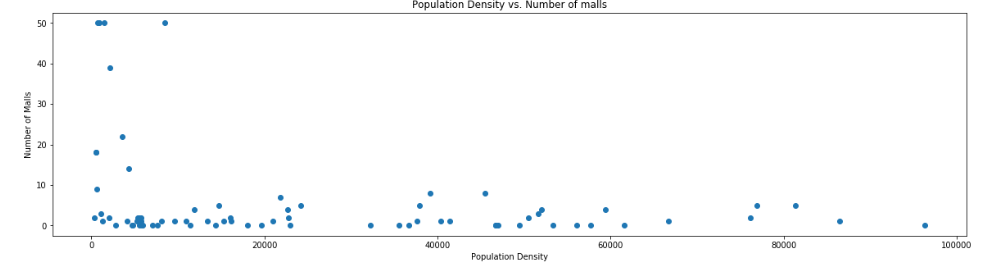 Population Density vs. Number of malls
50
40
30
20
10
0
Number of Malls
0 20000 40000 60000 80000 100000
Population Density